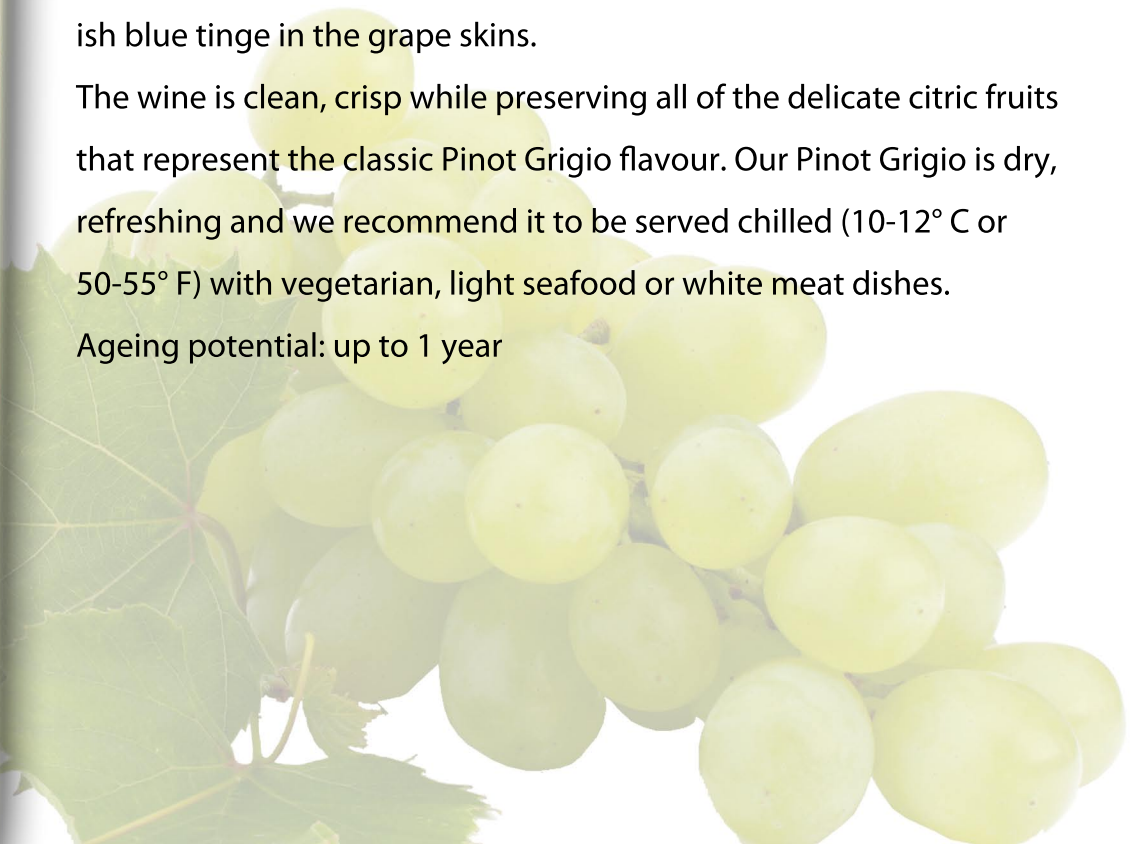 ish blue tinge in the grape skins.
The wine is clean, crisp while preserving all of the delicate citric fruits
that represent the classic Pinot Grigio flavour. Our Pinot Grigio is dry,
refreshing and we recommend it to be served chilled (10-12° C or
50-55° F) with vegetarian, light seafood or white meat dishes.
Ageing potential: up to 1 year